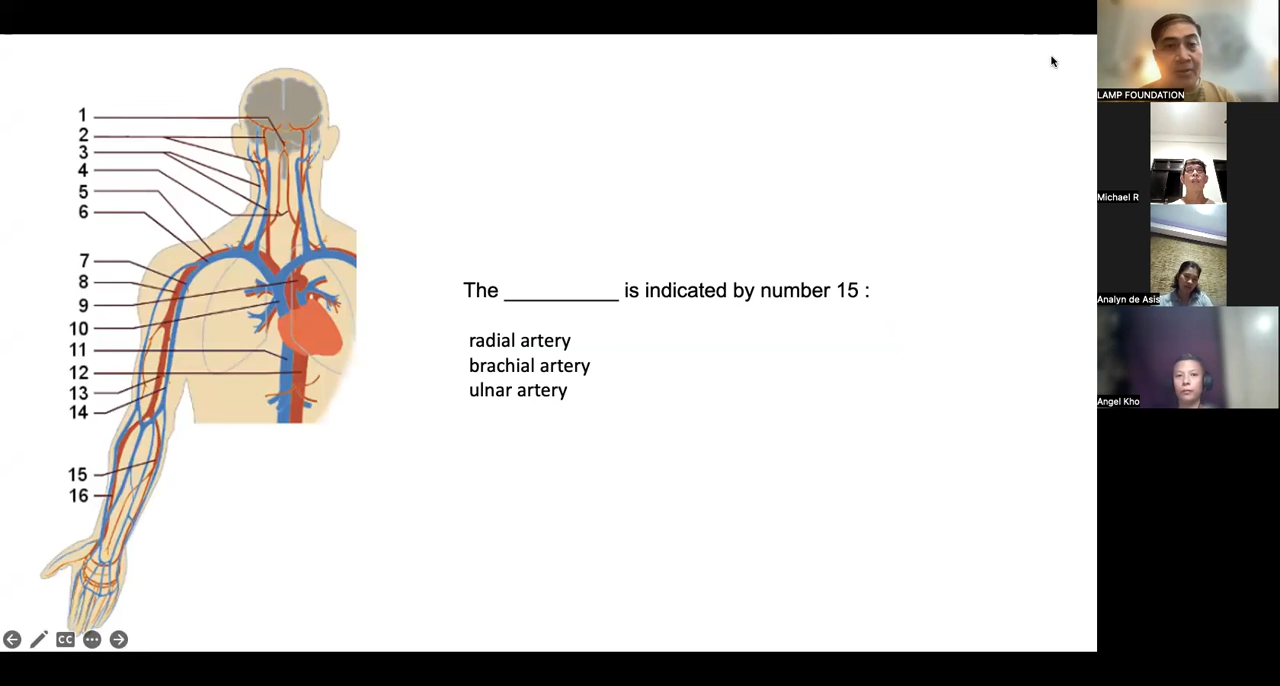 1
2
3
4
5
6
7
8
9
10
11
12
13
14
15
16
The __________ is indicated by number 15 :
radial artery
brachial artery
ulnar artery
CC
LAMP FOUNDATION
Michael R
Analyn de Asis
Angel Kho